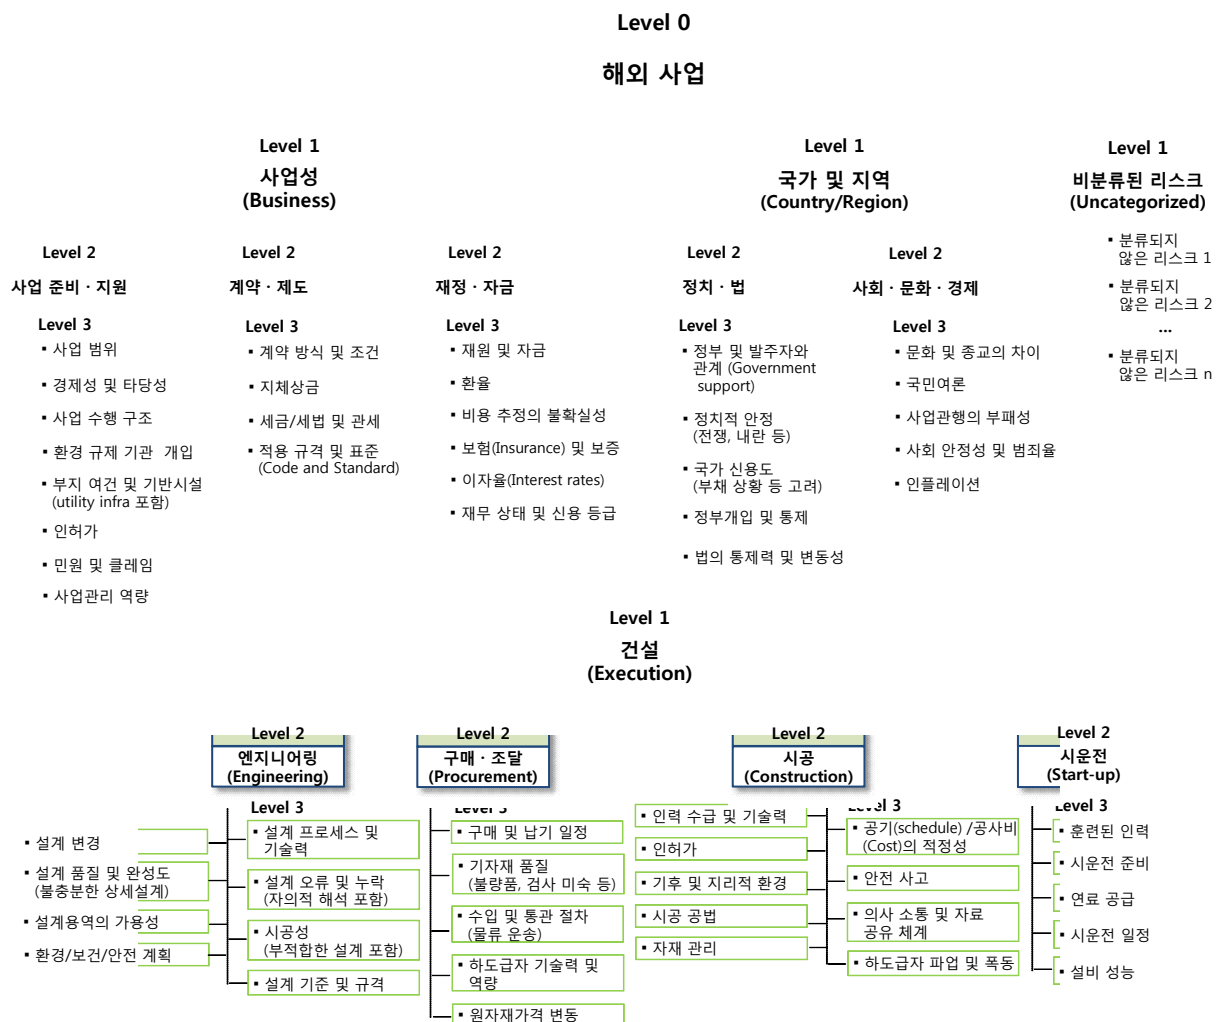 Level 0
해외 사업
Level 1
사업성
(Business)
Level 2
사업 준비 · 지원
Level 3
▪ 사업 범위
▪ 경제성 및 타당성
▪ 사업 수행 구조
▪ 환경 규제 기관 개입
▪ 부지 여건 및 기반시설
(utility infra 포함)
▪ 인허가
▪ 민원 및 클레임
▪ 사업관리 역량
Level 2
계약 · 제도
Level 3
▪ 계약 방식 및 조건
▪ 지체상금
▪ 세금/세법 및 관세
▪ 적용 규격 및 표준
(Code and Standard)
Level 2
재정 · 자금
Level 3
▪ 재원 및 자금
▪ 환율
▪ 비용 추정의 불확실성
▪ 보험(Insurance) 및 보증
▪ 이자율(Interest rates)
▪ 재무 상태 및 신용 등급
Level 1
국가 및 지역
(Country/Region)
Level 2
정치 · 법
Level 3
▪ 정부 및 발주자와
관계 (Government
support)
▪ 정치적 안정
(전쟁, 내란 등)
▪ 국가 신용도
(부채 상황 등 고려)
▪ 정부개입 및 통제
▪ 법의 통제력 및 변동성
Level 2
사회 · 문화 · 경제
Level 3
▪ 문화 및 종교의 차이
▪ 국민여론
▪ 사업관행의 부패성
▪ 사회 안정성 및 범죄율
▪ 인플레이션
Level 1
비분류된 리스크
(Uncategorized)
▪ 분류되지
않은 리스크 1
▪ 분류되지
않은 리스크 2
...
▪ 분류되지
않은 리스크 n
Level 1
건설
(Execution)
Level 2
엔지니어링
(Engineering)
Level 3
▪ 설계 변경
▪ 설계 품질 및 완성도
(불충분한 상세설계)
▪ 설계용역의 가용성
▪ 환경/보건/안전 계획
▪ 설계 프로세스 및
기술력
▪ 설계 오류 및 누락
(자의적 해석 포함)
▪ 시공성
(부적합한 설계 포함)
▪ 설계 기준 및 규격
Level 2
구매 · 조달
(Procurement)
Level 3
▪ 구매 및 납기 일정
▪ 기자재 품질
(불량품, 검사 미숙 등)
▪ 수입 및 통관 절차
(물류 운송)
▪ 하도급자 기술력 및
역량
▪ 원자재가격 변동
Level 2
시공
(Construction)
Level 3
▪ 인력 수급 및 기술력
▪ 인허가
▪ 기후 및 지리적 환경
▪ 시공 공법
▪ 자재 관리
▪ 공기(schedule) /공사비
(Cost)의 적정성
▪ 안전 사고
▪ 의사 소통 및 자료
공유 체계
▪ 하도급자 파업 및 폭동
Level 2
시운전
(Start-up)
Level 3
▪ 훈련된 인력
▪ 시운전 준비
▪ 연료 공급
▪ 시운전 일정
▪ 설비 성능